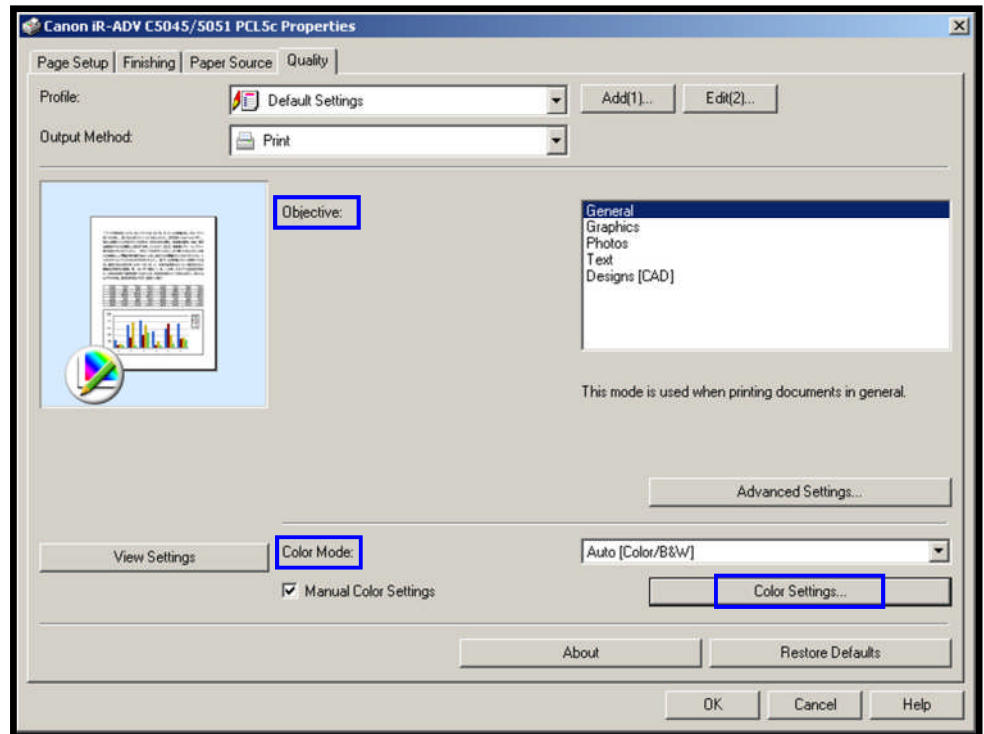 Canon iR-ADV C5045/5051 PCL5c Properties
Page Setup Finishing Paper Source Quality
Profile: Default Settings Add(1)... Edit(2)...
Output Method: Print
Objective:
General
Graphics
Photos
Text
Designs [CAD]
This mode is used when printing documents in general.
Advanced Settings...
View Settings Color Mode: Auto [Color/B&W]
Manual Color Settings Color Settings...
About Restore Defaults
OK Cancel Help